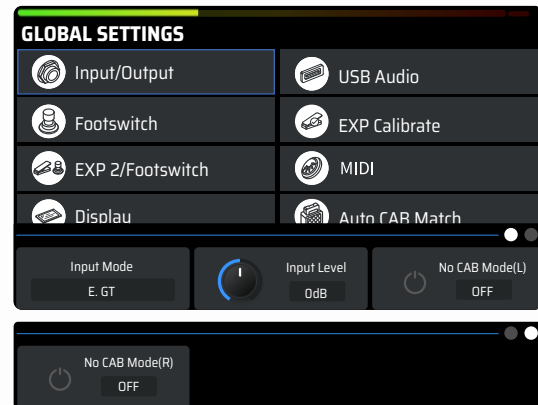 GLOBAL SETTINGS
Input/Output
USB Audio
Footswitch
EXP Calibrate
EXP 2/Footswitch
MIDI
Display
Auto CAB Match
Input Mode
E. GT
Input Level
0dB
No CAB Mode(L)
OFF
No CAB Mode(R)
OFF